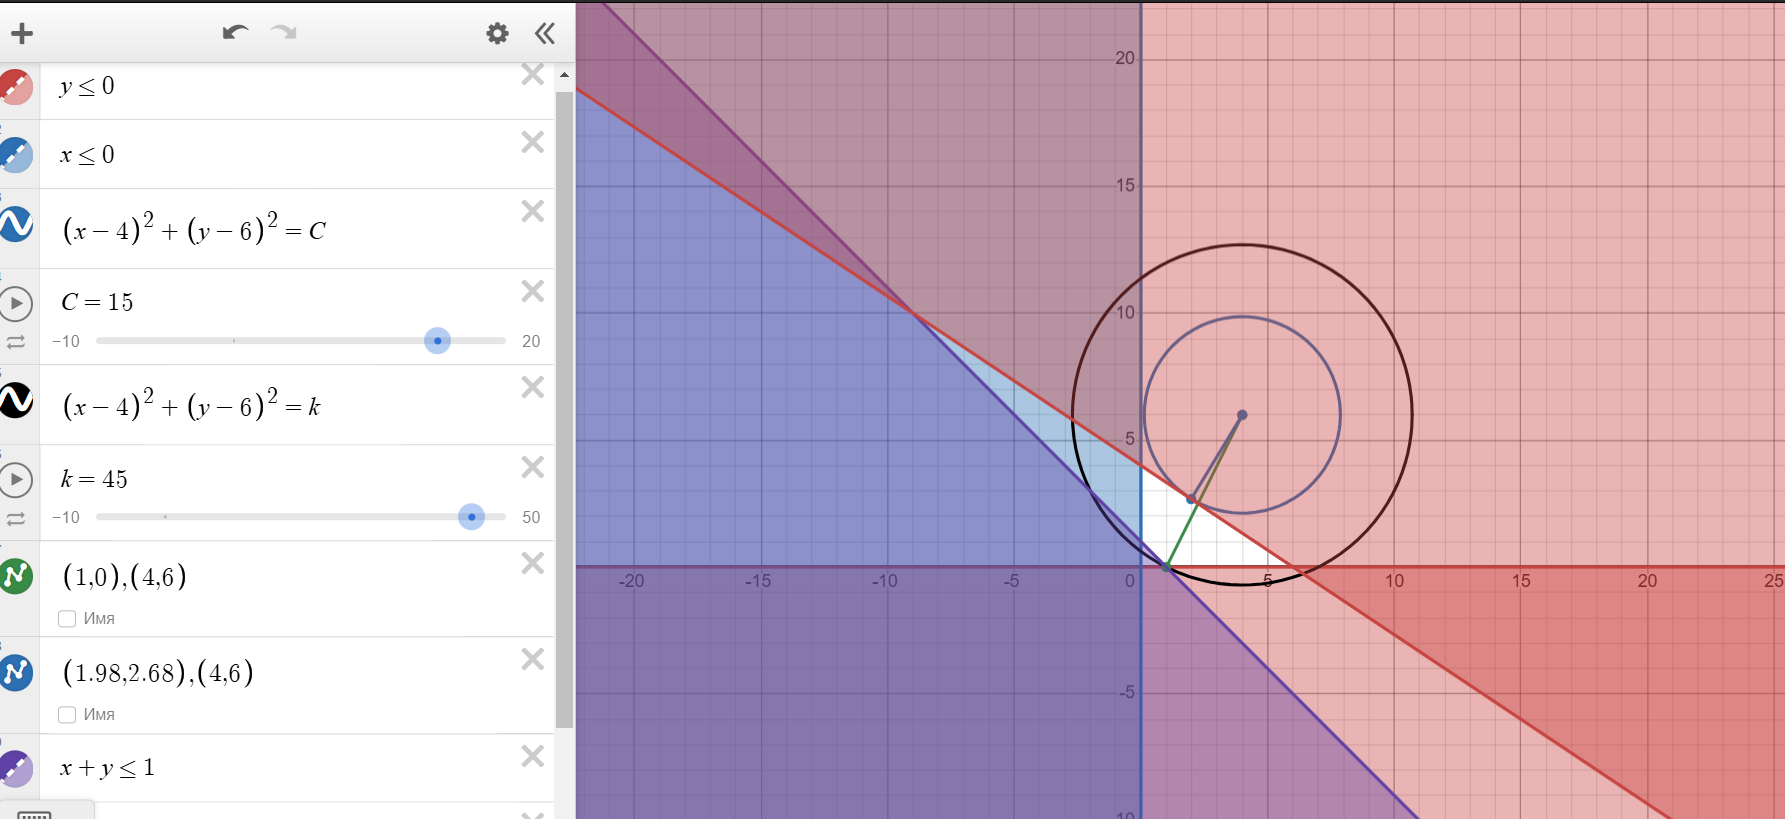 y ≤ 0
x ≤ 0
(x − 4)² + (y − 6)² = C
C = 15
−10 20
(x − 4)² + (y − 6)² = k
k = 45
−10 50
(1,0),(4,6)
Имя
(1.98,2.68),(4,6)
Имя
x + y ≤ 1
20
15
10
5
-20 -15 -10 -5 0 5 10 15 20 25
-5